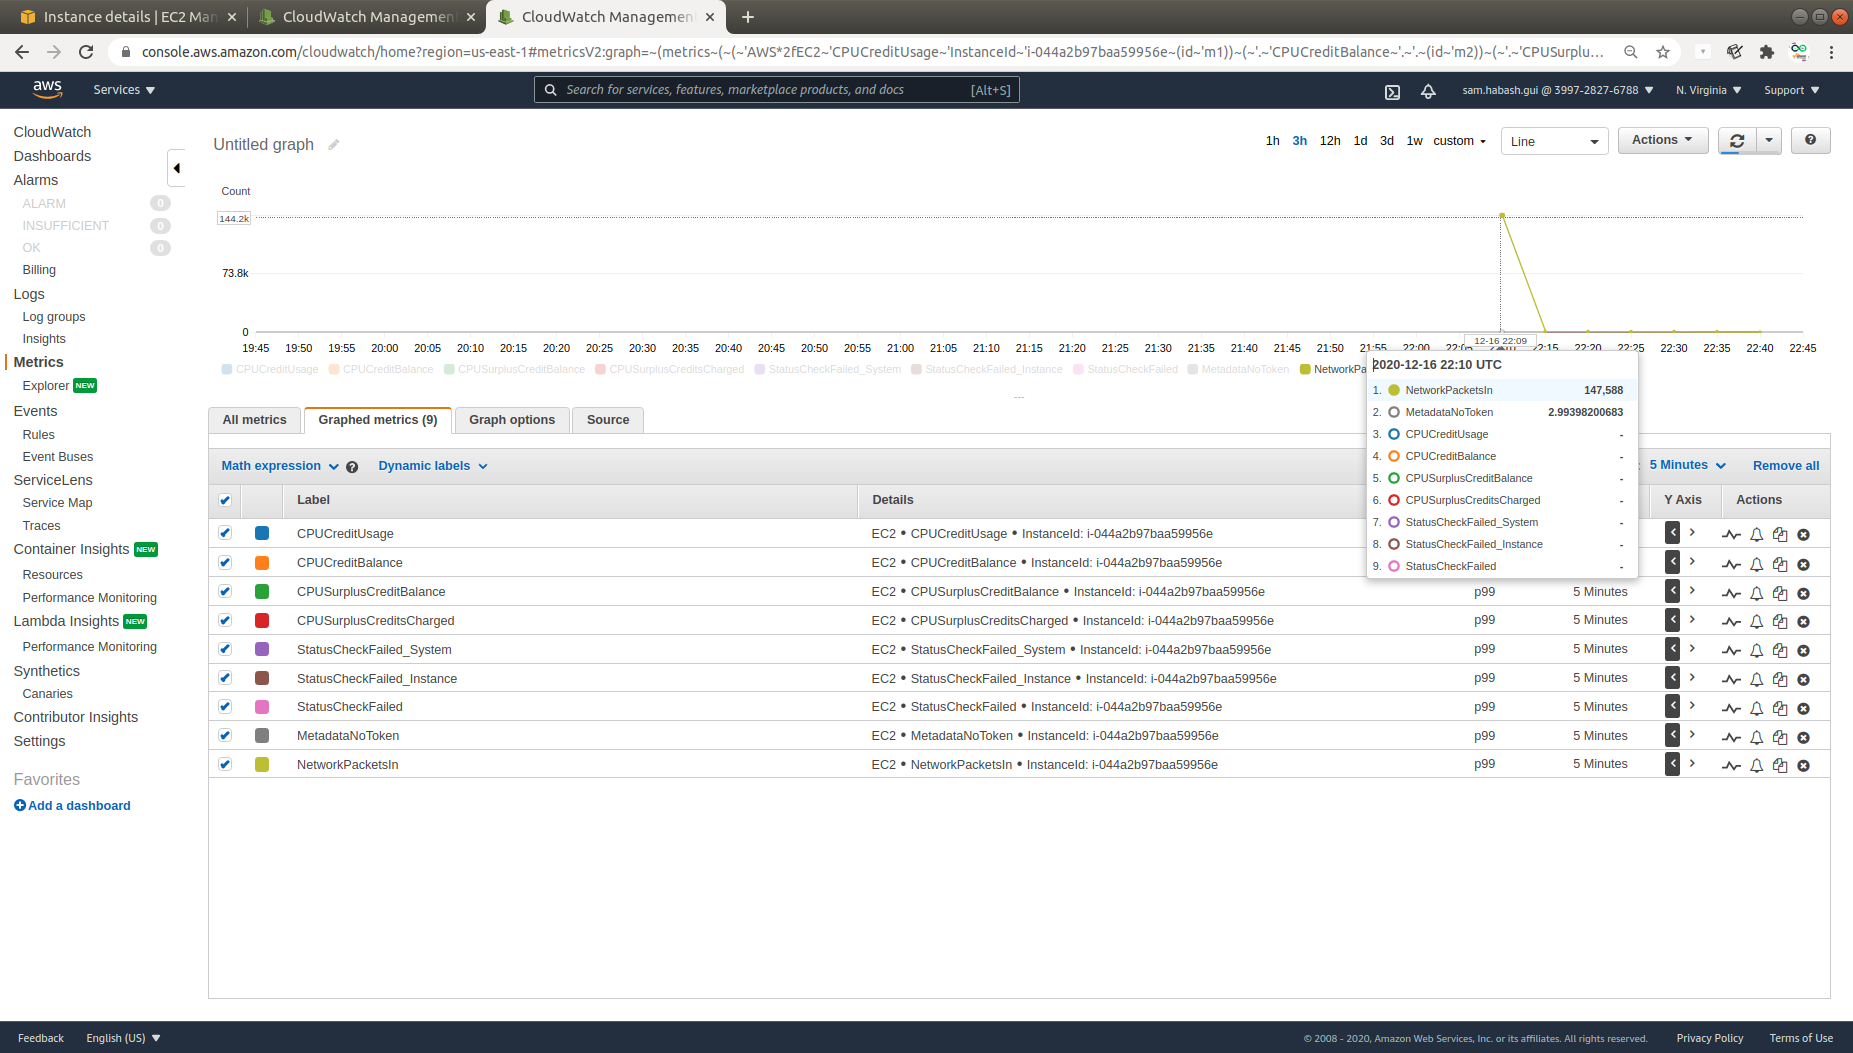 Instance details | EC2 Man
CloudWatch Management
CloudWatch Management
console.aws.amazon.com/cloudwatch/home?region=us-east-1#metricsV2:graph=~(metrics~(~(~'AWS*2fEC2~'CPUCreditUsage~'InstanceId~'i-044a2b97baa59956e~(id~'m1))~(~'.~'CPUCreditBalance~'.~'.~(id~'m2))~(~'.~'CPUSurplu...
aws
Services
Search for services, features, marketplace products, and docs [Alt+S]
sam.habash.gui @ 3997-2827-6788
N. Virginia
Support
CloudWatch
Dashboards
Alarms
ALARM 0
INSUFFICIENT 0
OK 0
Billing
Logs
Log groups
Insights
Metrics
Explorer NEW
Events
Rules
Event Buses
ServiceLens
Service Map
Traces
Container Insights NEW
Resources
Performance Monitoring
Lambda Insights NEW
Performance Monitoring
Synthetics
Canaries
Contributor Insights
Settings
Favorites
Add a dashboard
Untitled graph
1h 3h 12h 1d 3d 1w custom
Line
Actions
Count
144.2k
73.8k
0
19:45 19:50 19:55 20:00 20:05 20:10 20:15 20:20 20:25 20:30 20:35 20:40 20:45 20:50 20:55 21:00 21:05 21:10 21:15 21:20 21:25 21:30 21:35 21:40 21:45 21:50 21:55 22:00 22:05 22:10 22:15 22:20 22:25 22:30 22:35 22:40 22:45
12-16 22:09
CPUCreditUsage CPUCreditBalance CPUSurplusCreditBalance CPUSurplusCreditsCharged StatusCheckFailed_System StatusCheckFailed_Instance StatusCheckFailed MetadataNoToken NetworkPa
2020-12-16 22:10 UTC
1. NetworkPacketsIn 147,588
2. MetadataNoToken 2.99398200683
3. CPUCreditUsage -
4. CPUCreditBalance -
5. CPUSurplusCreditBalance -
6. CPUSurplusCreditsCharged -
7. StatusCheckFailed_System -
8. StatusCheckFailed_Instance -
9. StatusCheckFailed -
All metrics
Graphed metrics (9)
Graph options
Source
Math expression
Dynamic labels
5 Minutes
Remove all
Label Details Y Axis Actions
CPUCreditUsage EC2 • CPUCreditUsage • InstanceId: i-044a2b97baa59956e
CPUCreditBalance EC2 • CPUCreditBalance • InstanceId: i-044a2b97baa59956e
CPUSurplusCreditBalance EC2 • CPUSurplusCreditBalance • InstanceId: i-044a2b97baa59956e p99 5 Minutes
CPUSurplusCreditsCharged EC2 • CPUSurplusCreditsCharged • InstanceId: i-044a2b97baa59956e p99 5 Minutes
StatusCheckFailed_System EC2 • StatusCheckFailed_System • InstanceId: i-044a2b97baa59956e p99 5 Minutes
StatusCheckFailed_Instance EC2 • StatusCheckFailed_Instance • InstanceId: i-044a2b97baa59956e p99 5 Minutes
StatusCheckFailed EC2 • StatusCheckFailed • InstanceId: i-044a2b97baa59956e p99 5 Minutes
MetadataNoToken EC2 • MetadataNoToken • InstanceId: i-044a2b97baa59956e p99 5 Minutes
NetworkPacketsIn EC2 • NetworkPacketsIn • InstanceId: i-044a2b97baa59956e p99 5 Minutes
Feedback
English (US)
© 2008 - 2020, Amazon Web Services, Inc. or its affiliates. All rights reserved.
Privacy Policy
Terms of Use